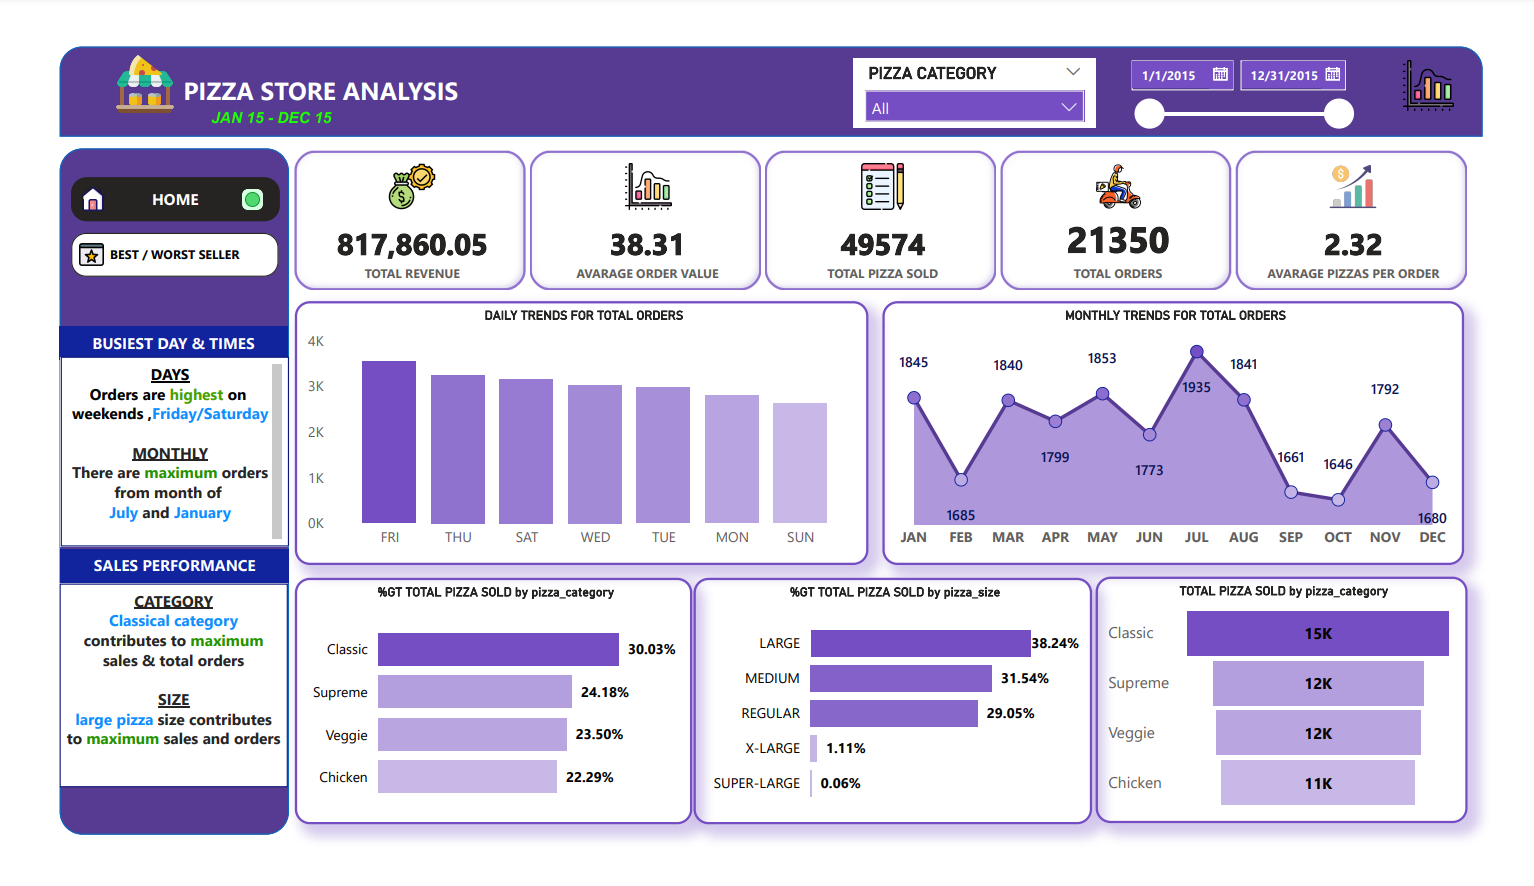 PIZZA STORE ANALYSIS
JAN 15 - DEC 15
PIZZA CATEGORY
All
1/1/2015
12/31/2015
HOME
BEST / WORST SELLER
BUSIEST DAY & TIMES
DAYS
Orders are highest on
weekends ,Friday/Saturday
MONTHLY
There are maximum orders
from month of
July and January
SALES PERFORMANCE
CATEGORY
Classical category
contributes to maximum
sales & total orders
SIZE
large pizza size contributes
to maximum sales and orders
817,860.05
TOTAL REVENUE
38.31
AVARAGE ORDER VALUE
49574
TOTAL PIZZA SOLD
21350
TOTAL ORDERS
2.32
AVARAGE PIZZAS PER ORDER
DAILY TRENDS FOR TOTAL ORDERS
4K
3K
2K
1K
0K
FRI THU SAT WED TUE MON SUN
MONTHLY TRENDS FOR TOTAL ORDERS
1845 1685 1840 1799 1853 1773 1935 1841 1661 1646 1792 1680
JAN FEB MAR APR MAY JUN JUL AUG SEP OCT NOV DEC
%GT TOTAL PIZZA SOLD by pizza_category
Classic 30.03%
Supreme 24.18%
Veggie 23.50%
Chicken 22.29%
%GT TOTAL PIZZA SOLD by pizza_size
LARGE 38.24%
MEDIUM 31.54%
REGULAR 29.05%
X-LARGE 1.11%
SUPER-LARGE 0.06%
TOTAL PIZZA SOLD by pizza_category
Classic 15K
Supreme 12K
Veggie 12K
Chicken 11K